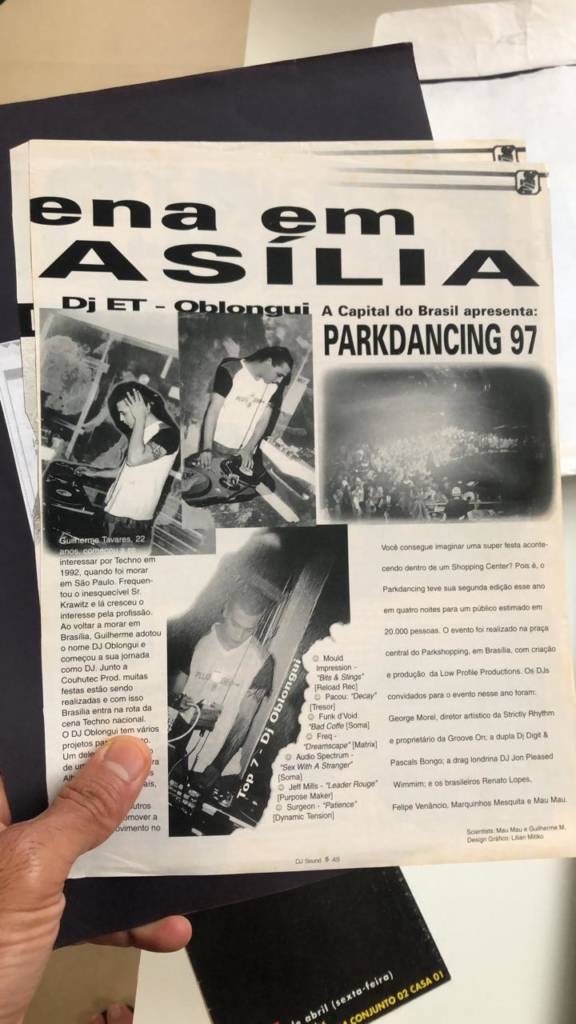 ena em
ASÍLIA
Dj ET - Oblongui
Guilherme Tavares, 22
anos, começou a se
interessar por Techno em
1992, quando foi morar
em São Paulo. Frequen-
tou o inesquecível Sr.
Krawitz e lá cresceu o
interesse pela profissão.
Ao voltar a morar em
Brasília, Guilherme adotou
o nome DJ Oblongui e
começou a sua jornada
como DJ. Junto a
Couhutec Prod. muitas
festas estão sendo
realizadas e com isso
Brasília entra na rota da
cena Techno nacional.
O DJ Oblongui tem vários
projetos
Um
de
omover a
no
Top 7 - Dj Oblongui
☺ Mould
Impression -
"Bits & Stings"
[Reload Rec]
☺ Pacou: "Decay"
[Tresor]
☺ Funk d'Void:
"Bad Coffe [Soma]
☺ Freq -
"Dreamscape" [Matrix]
☺ Audio Spectrum -
"Sex With A Stranger"
[Soma]
☺ Jeff Mills - "Leader Rouge"
[Purpose Maker]
☺ Surgeon - "Patience"
[Dynamic Tension]
A Capital do Brasil apresenta:
PARKDANCING 97
Você consegue imaginar uma super festa aconte-
cendo dentro de um Shopping Center? Pois é, o
Parkdancing teve sua segunda edição esse ano
em quatro noites para um público estimado em
20.000 pessoas. O evento foi realizado na praça
central do Parkshopping, em Brasília, com criação
e produção da Low Profile Productions. Os DJs
convidados para o evento nesse ano foram:
George Morel, diretor artístico da Strictly Rhythm
e proprietário da Groove On; a dupla Dj Digit &
Pascals Bongo; a drag londrina DJ Jon Pleased
Wimmim; e os brasileiros Renato Lopes,
Felipe Venâncio, Marquinhos Mesquita e Mau Mau.
Scientists: Mau Mau e Guilherme M.
Design Gráfico: Lilian Mitiko
DJ Sound 49
abril (sexta-feira)
CONJUNTO 02 CASA 01